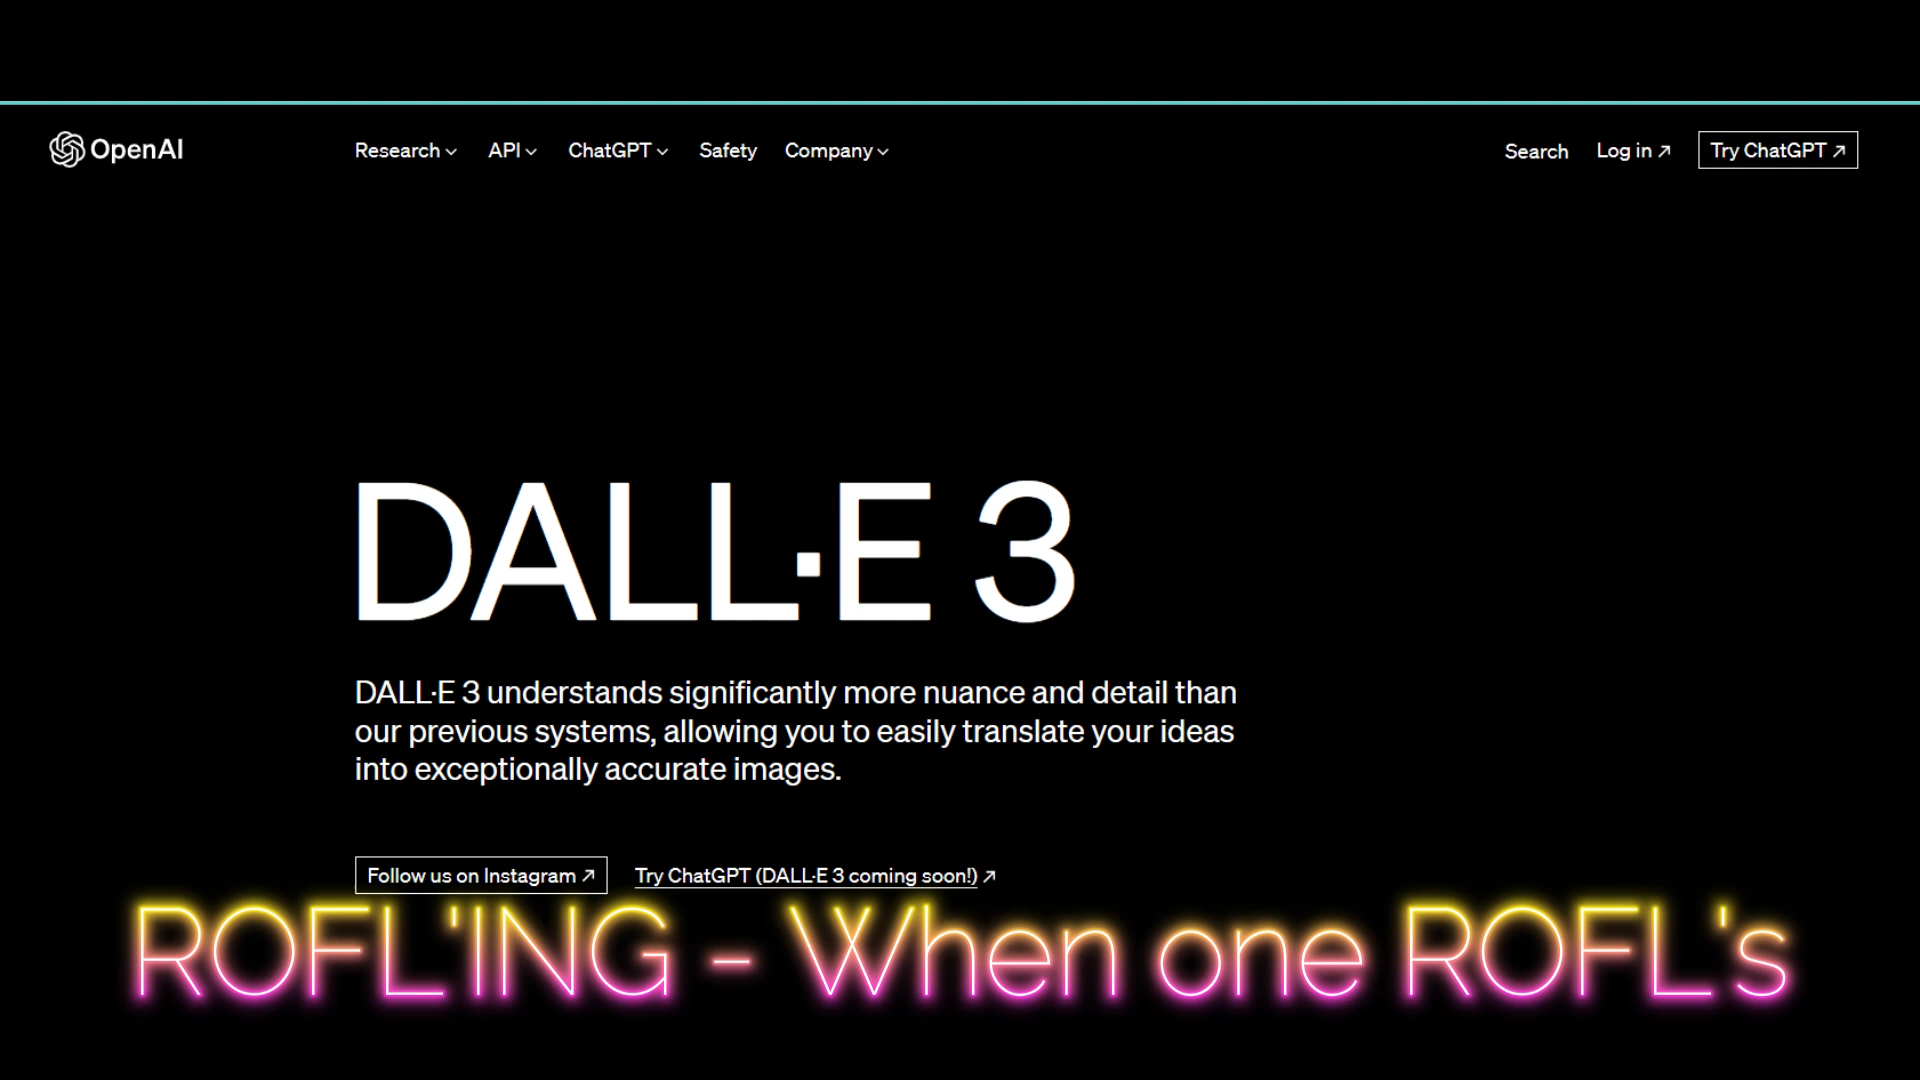 OpenAI
Research API ChatGPT Safety Company
Search Log in ↗ Try ChatGPT ↗
DALL·E 3
DALL·E 3 understands significantly more nuance and detail than
our previous systems, allowing you to easily translate your ideas
into exceptionally accurate images.
Follow us on Instagram ↗ Try ChatGPT (DALL·E 3 coming soon!) ↗
ROFL'ING - When one ROFL's